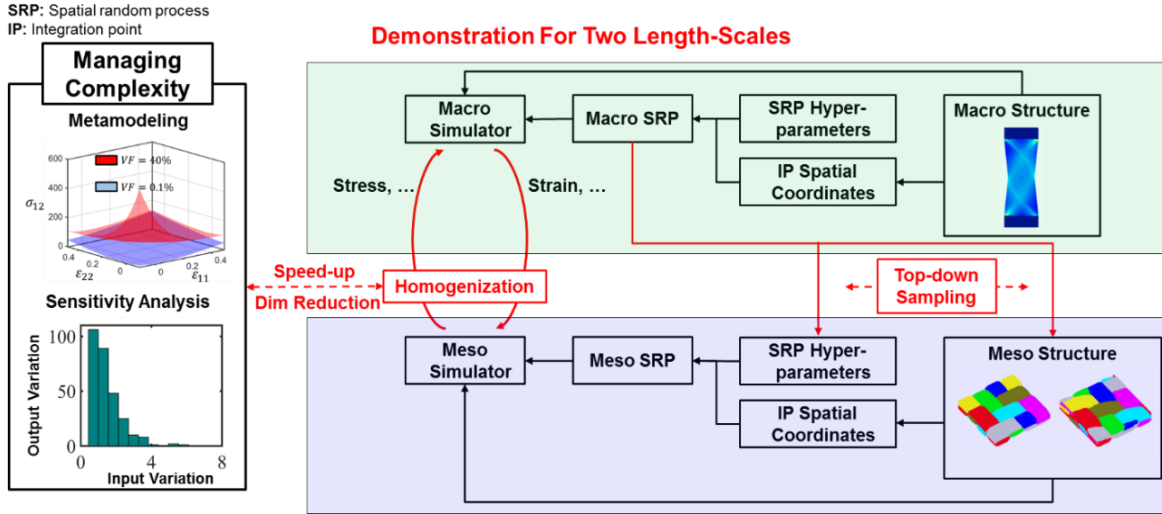 SRP: Spatial random process
IP: Integration point
Demonstration For Two Length-Scales
Managing
Complexity
Metamodeling
600
400
200
0
σ12
VF = 40%
VF = 0.1%
0.4
0.2
0
ε22
0
0.2
0.4
ε11
Sensitivity Analysis
100
50
0
Output Variation
0
4
8
Input Variation
Speed-up
Dim Reduction
Macro
Simulator
Macro SRP
SRP Hyper-
parameters
IP Spatial
Coordinates
Macro Structure
Stress, ...
Strain, ...
Homogenization
Top-down
Sampling
Meso
Simulator
Meso SRP
SRP Hyper-
parameters
IP Spatial
Coordinates
Meso Structure